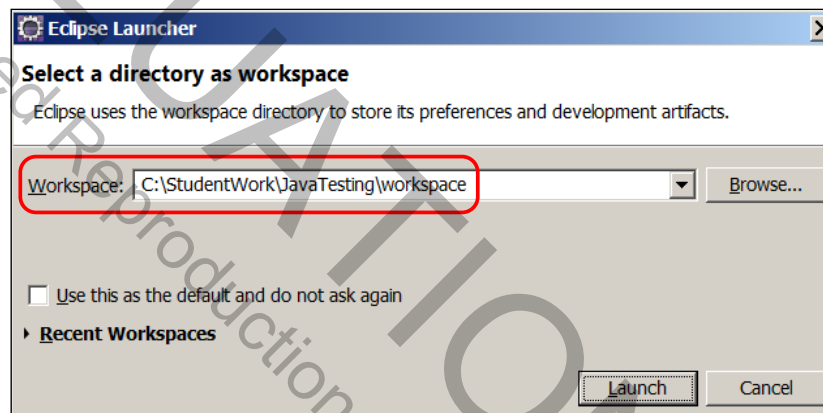 Eclipse Launcher
Select a directory as workspace
Eclipse uses the workspace directory to store its preferences and development artifacts.
Workspace: C:\StudentWork\JavaTesting\workspace Browse...
Use this as the default and do not ask again
Recent Workspaces
Launch Cancel
Reproduction